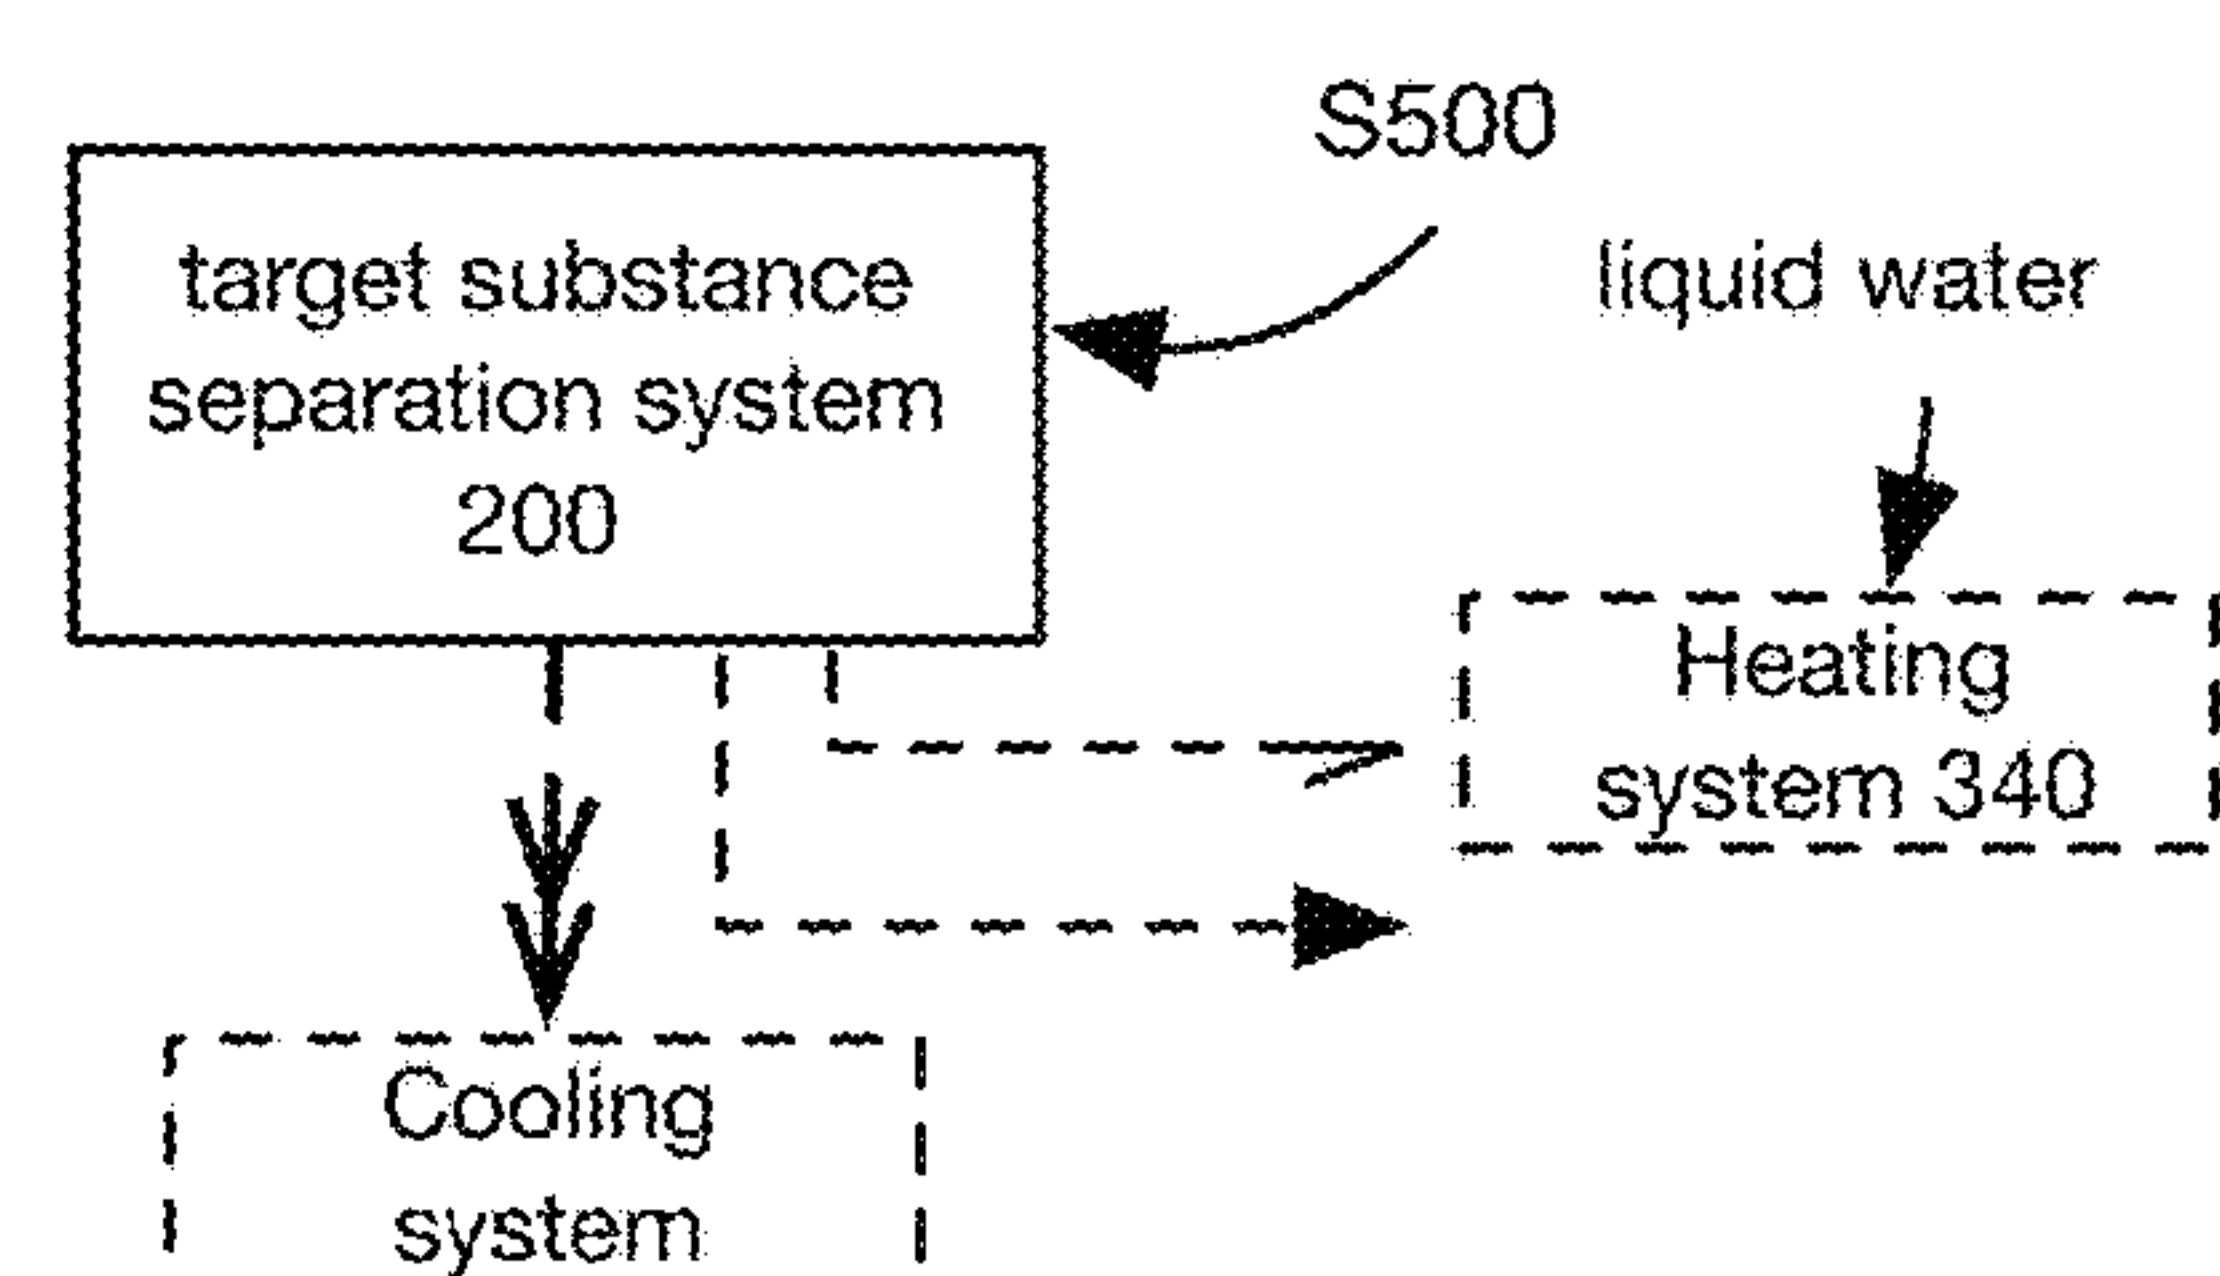 S500
target substance
separation system
200
liquid water
Heating
system 340
Cooling
system